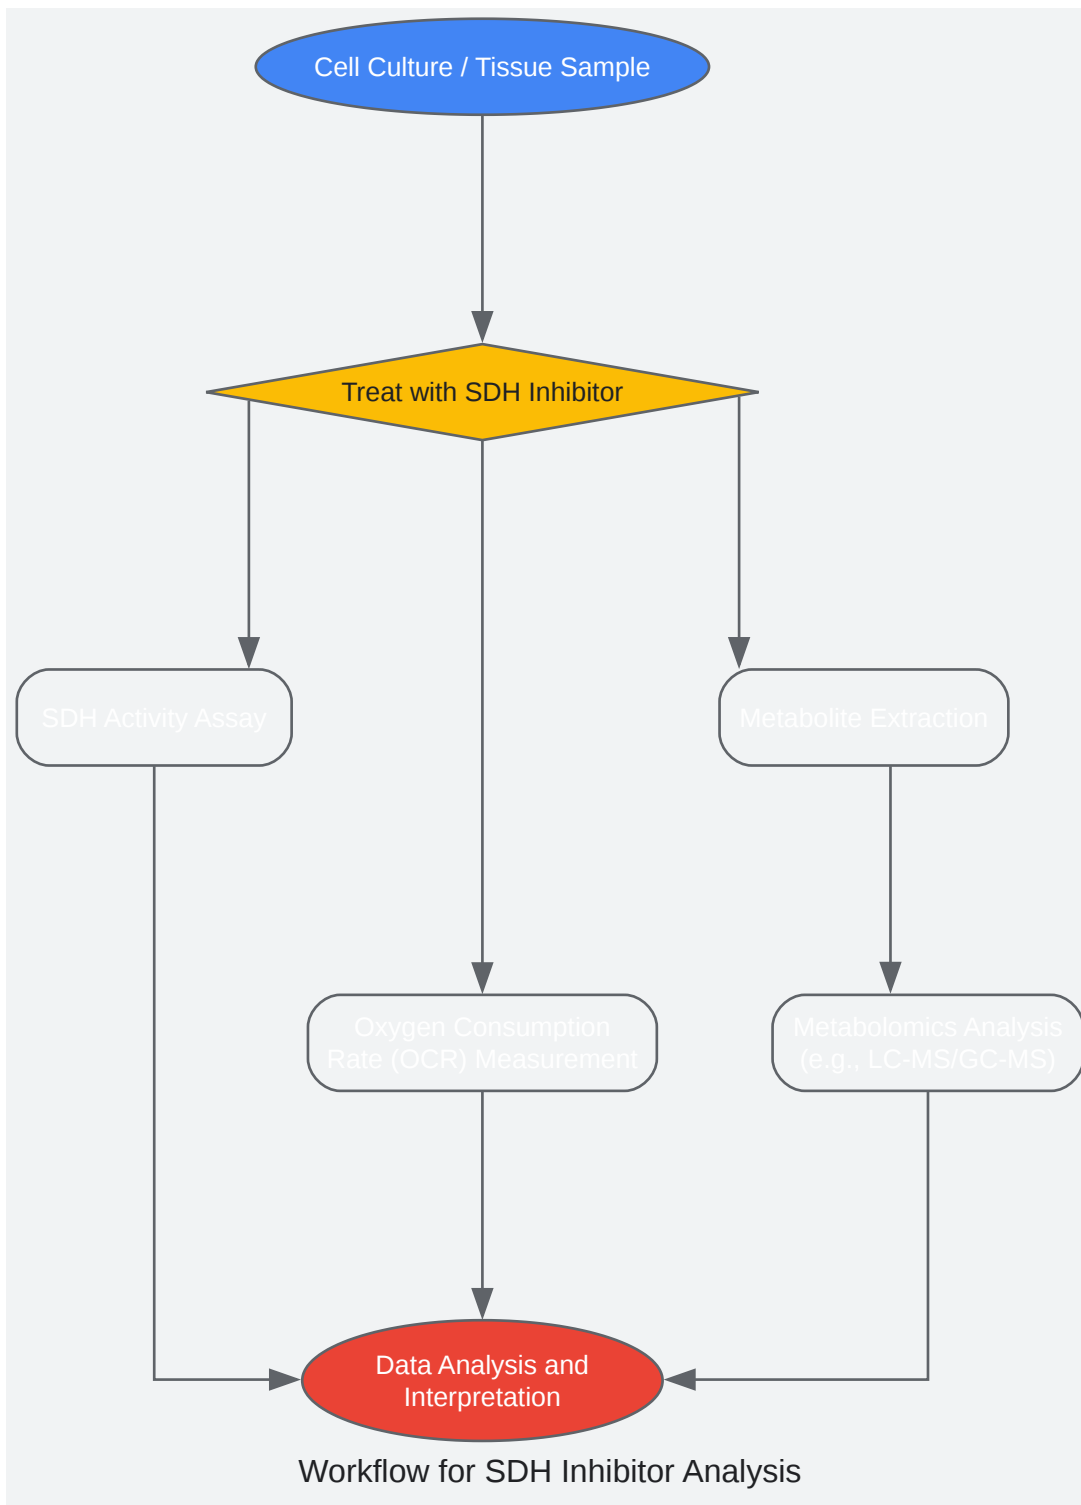 Cell Culture / Tissue Sample
Treat with SDH Inhibitor
SDH Activity Assay
Metabolite Extraction
Oxygen Consumption
Rate (OCR) Measurement
Metabolomics Analysis
(e.g., LC-MS/GC-MS)
Data Analysis and
Interpretation
Workflow for SDH Inhibitor Analysis